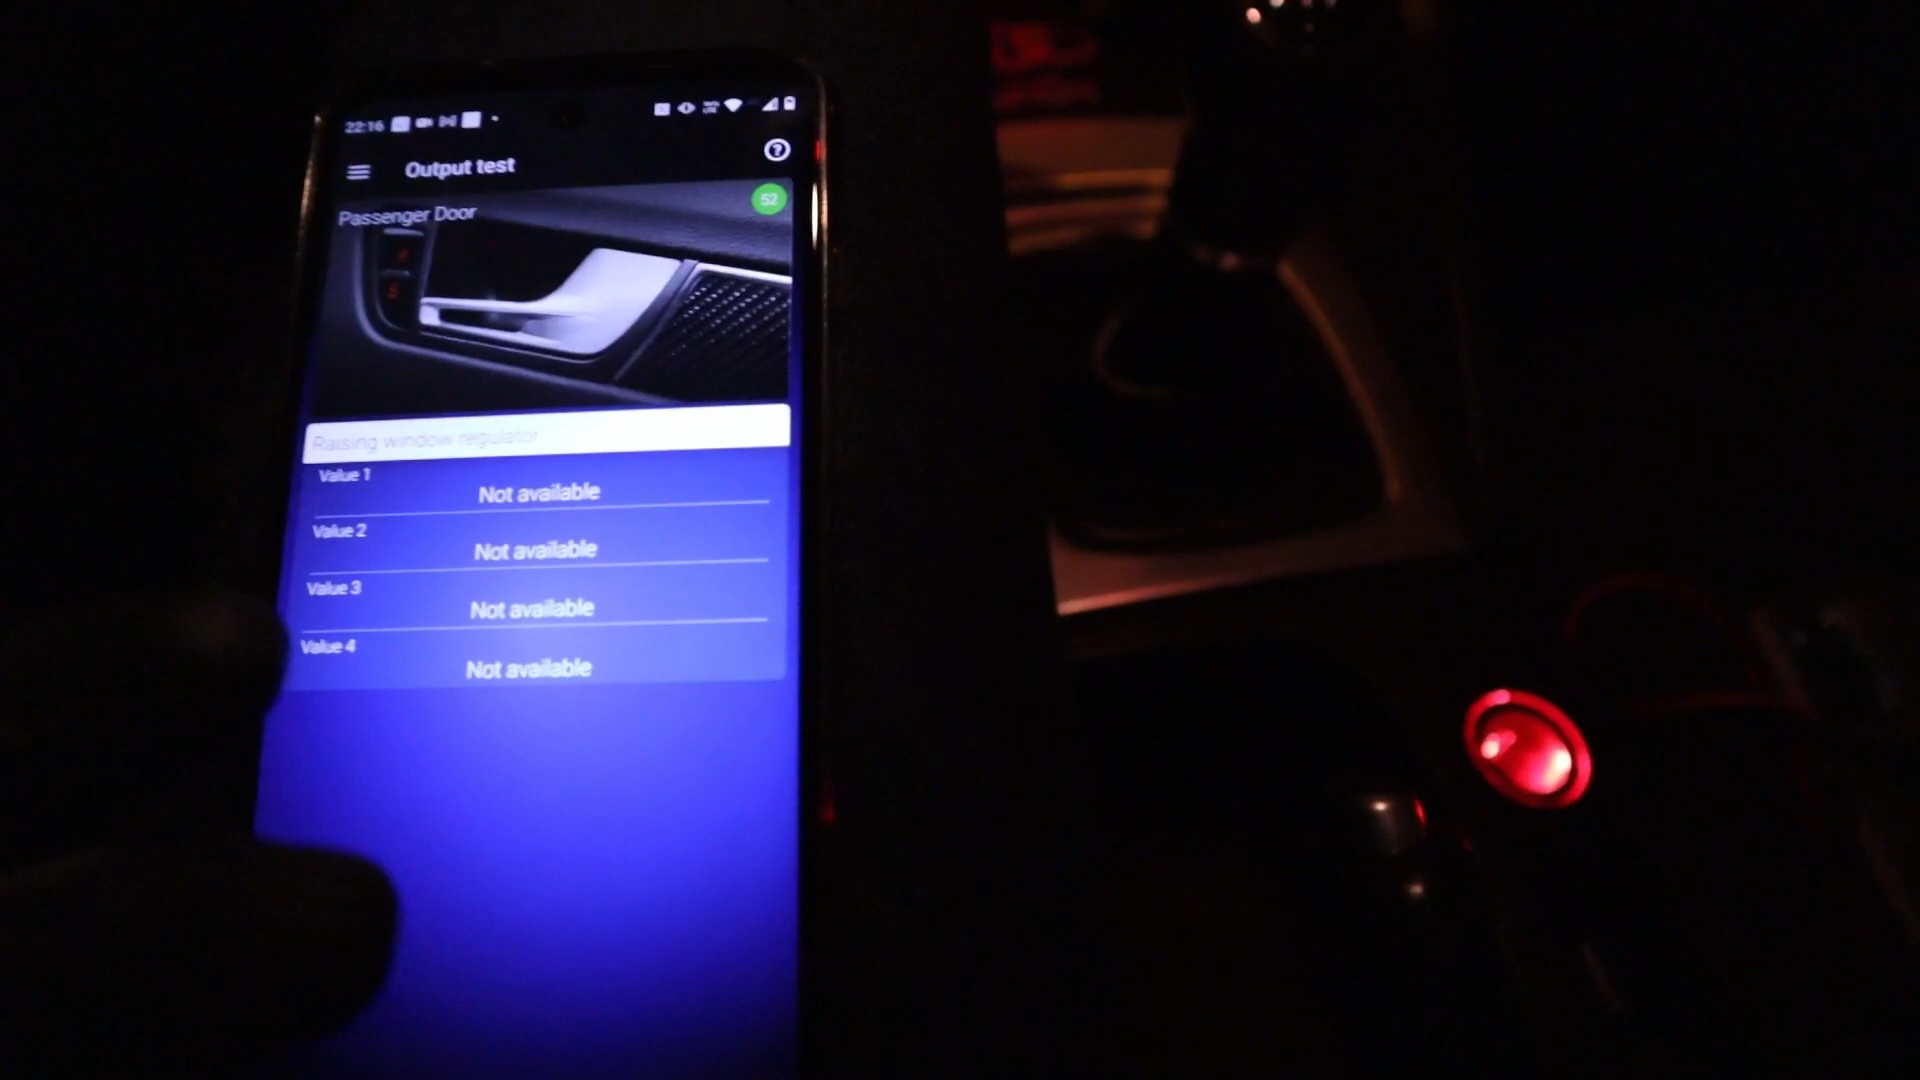 22:16
Output test
Passenger Door
52
Raising window regulator
Value 1
Not available
Value 2
Not available
Value 3
Not available
Value 4
Not available